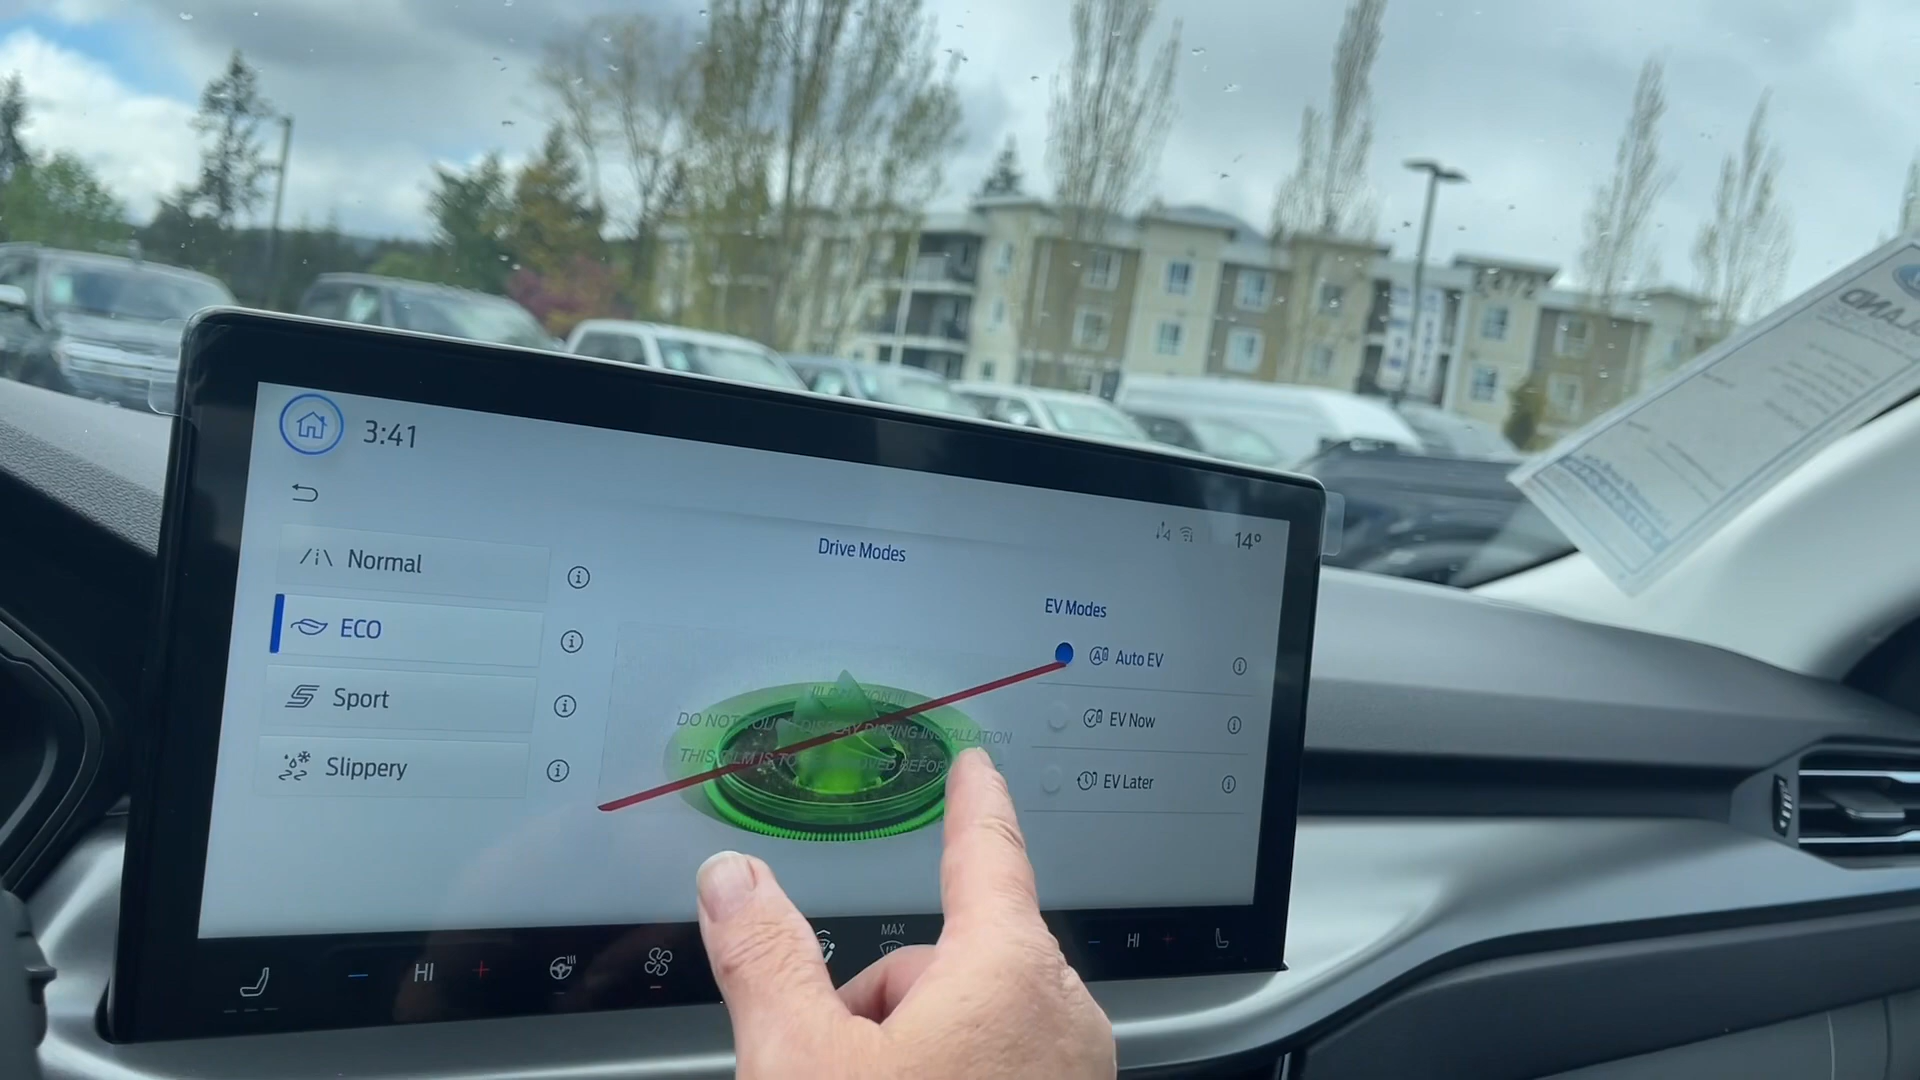 3:41
14°
Drive Modes
Normal
ECO
Sport
Slippery
EV Modes
Auto EV
EV Now
EV Later
DO NOT TOUCH DISPLAY DURING INSTALLATION
THIS FILM IS TO
MAX
HI
HI